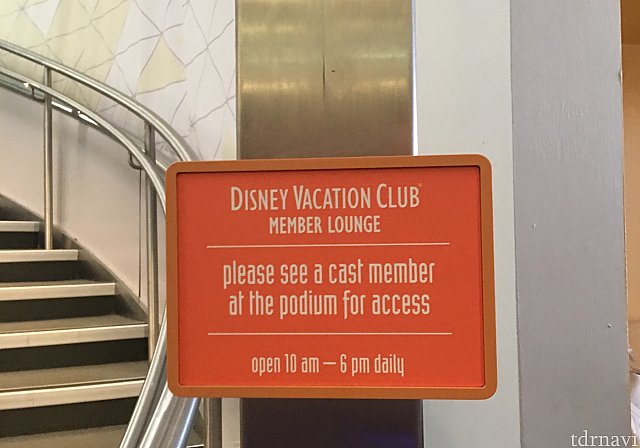 DISNEY VACATION CLUB®
MEMBER LOUNGE
please see a cast member
at the podium for access
open 10 am – 6 pm daily
tdrnavi